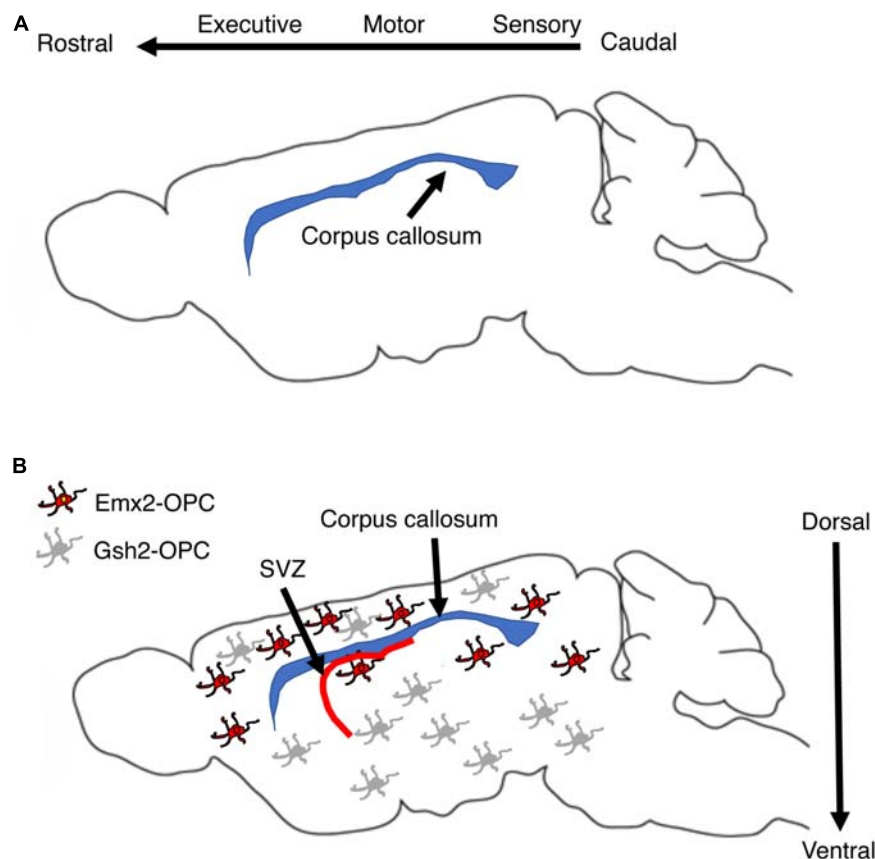 A
Executive Motor Sensory
Rostral Caudal
Corpus callosum
B
Emx2-OPC
Gsh2-OPC
Corpus callosum
SVZ
Dorsal
Ventral